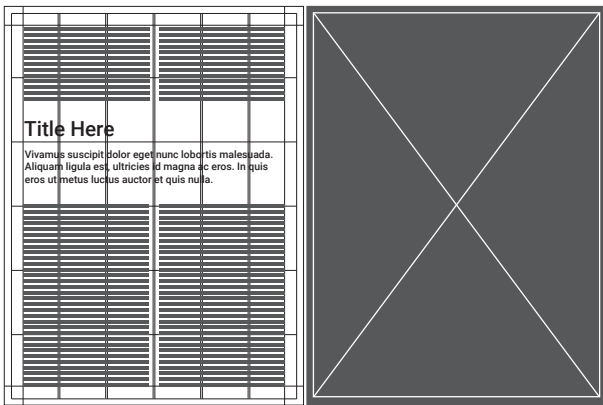 Title Here
Vivamus suscipit dolor eget nunc lobortis malesuada.
Aliquam ligula est, ultricies id magna ac eros. In quis
eros ut metus luctus auctor et quis nulla.